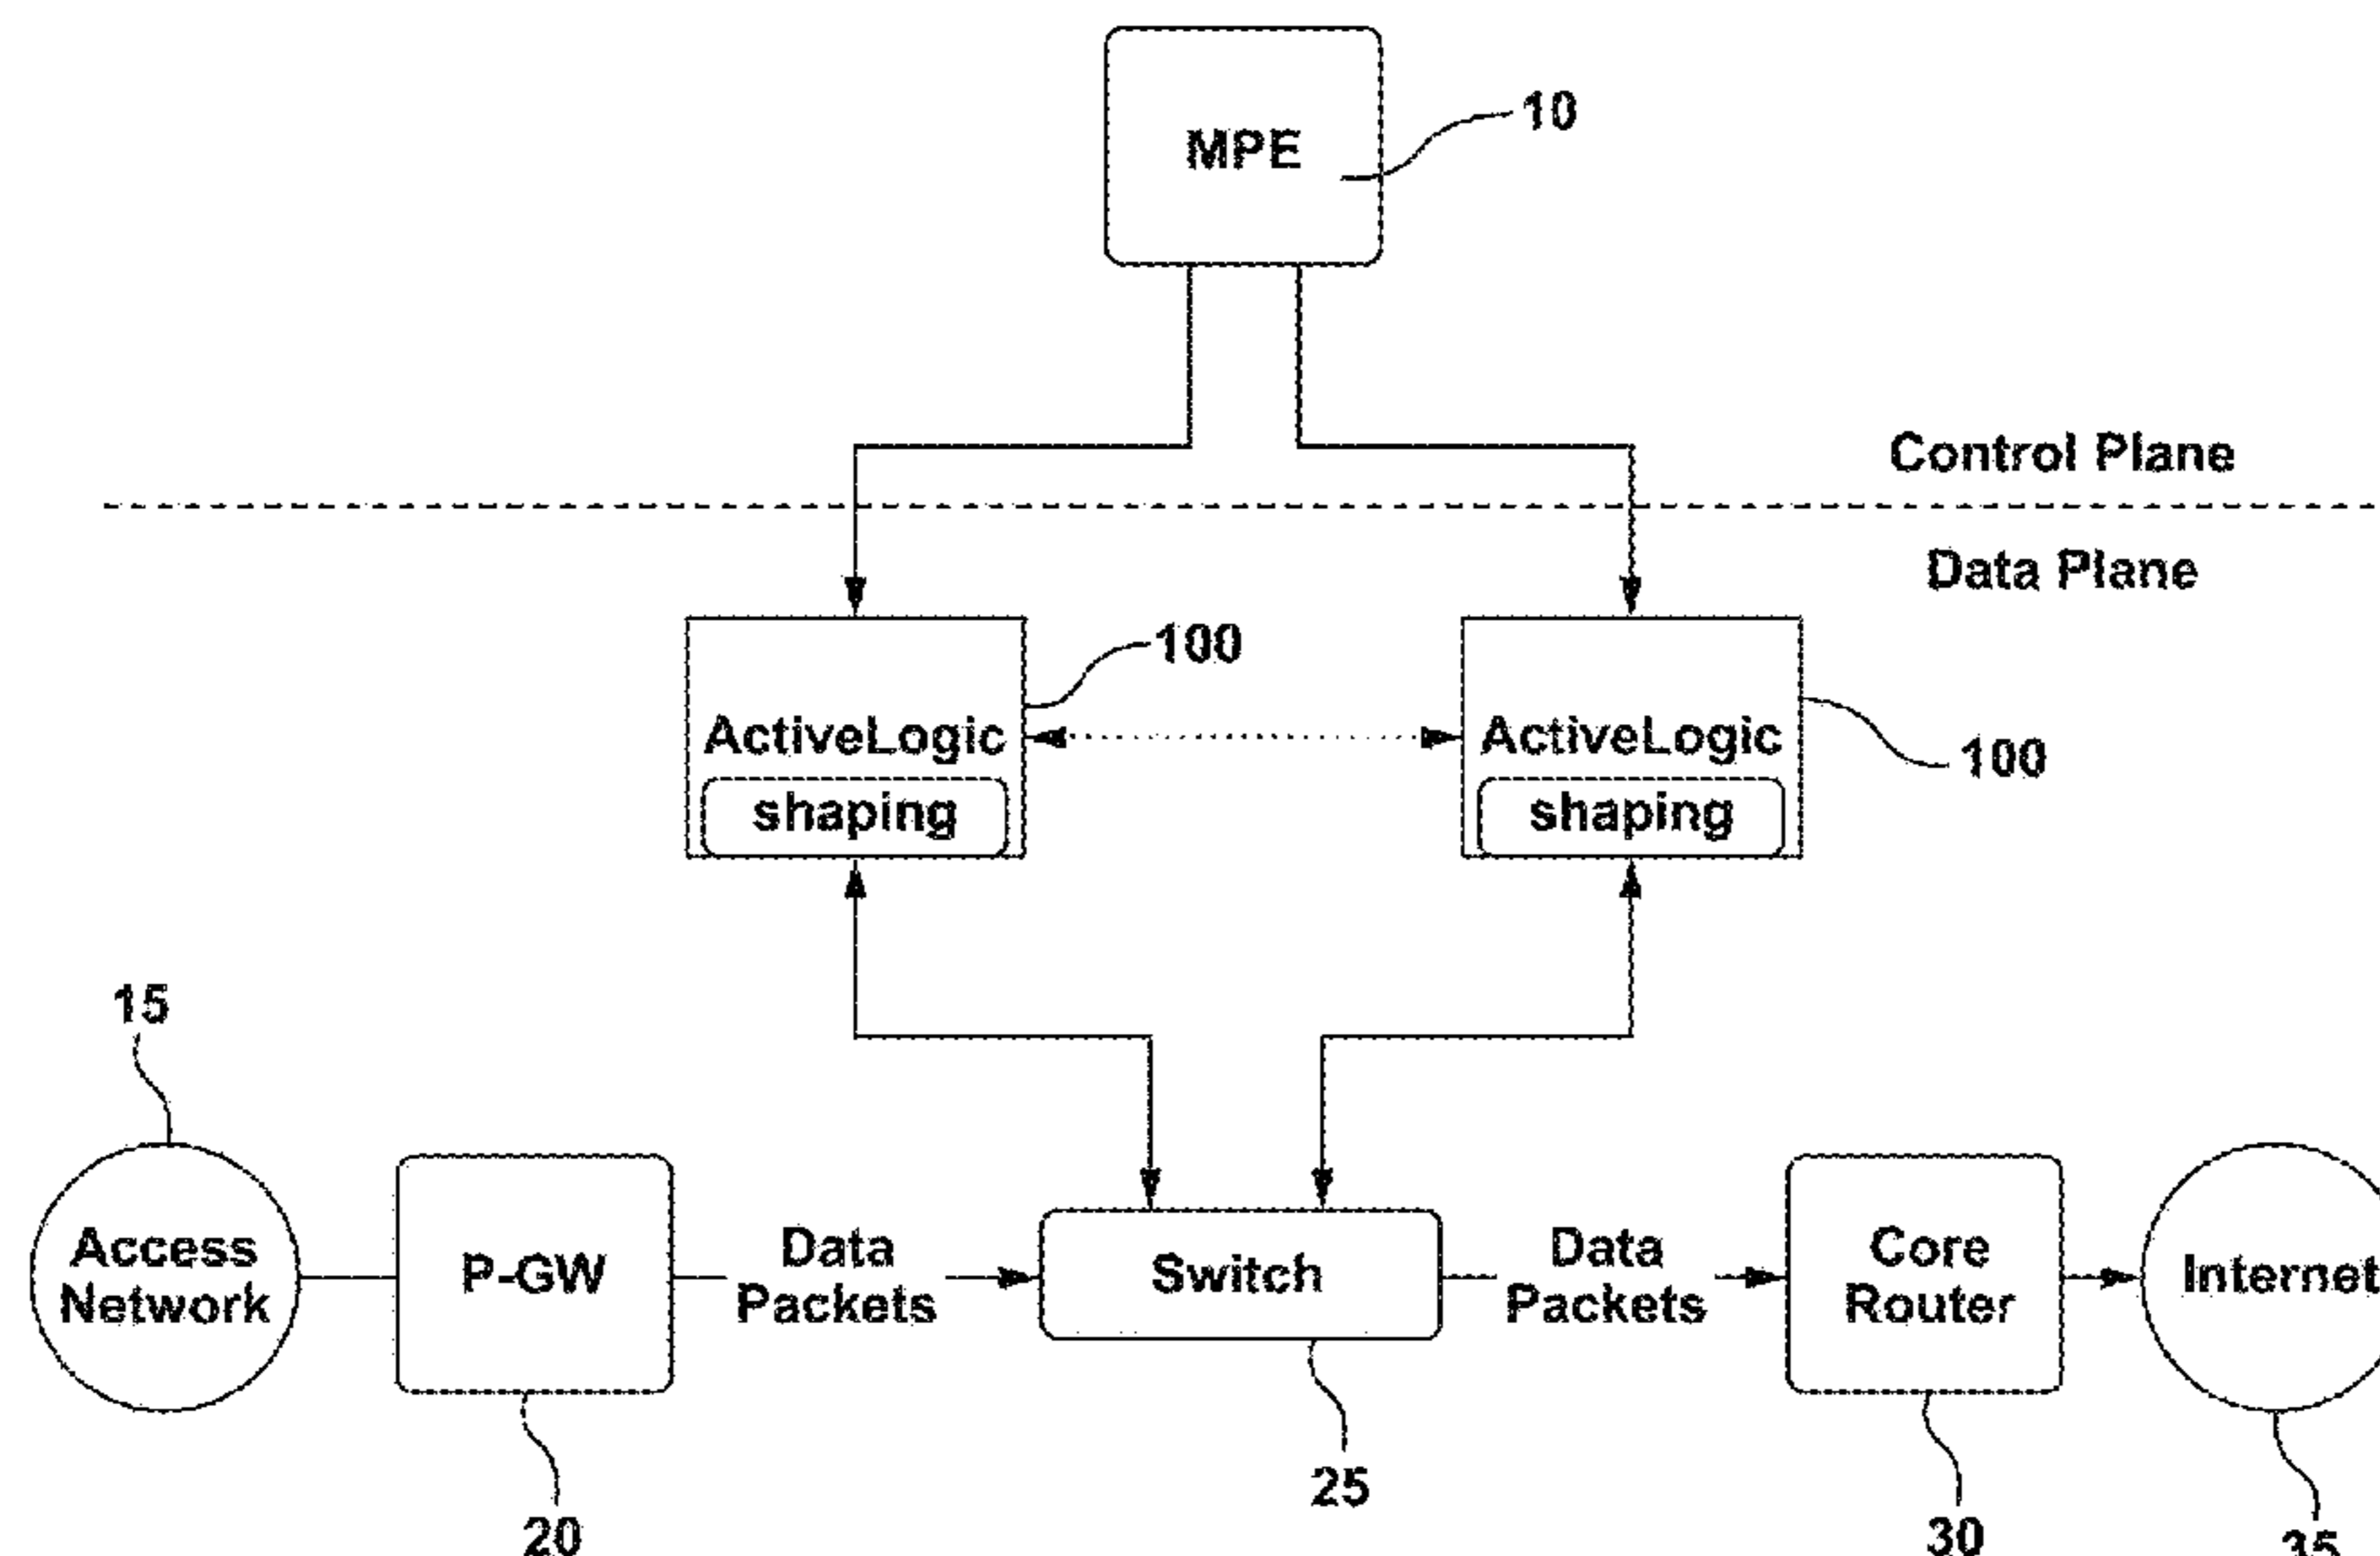 MPE
10
Control Plane
Data Plane
100
ActiveLogic
shaping
ActiveLogic
shaping
100
15
Access
Network
P-GW
Data
Packets
Switch
Data
Packets
Core
Router
Internet
20
25
30
35